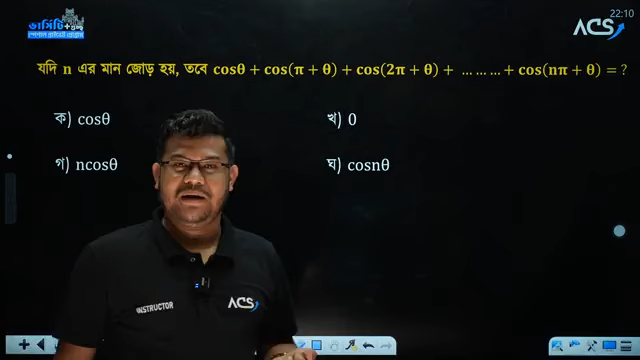 ভার্সিটি+গুচ্ছ
স্পেশাল প্রাইভেট প্রোগ্রাম
22:10
ACS
যদি n এর মান জোড় হয়, তবে cosθ + cos(π + θ) + cos(2π + θ) + ……… + cos(nπ + θ) = ?
ক) cosθ
খ) 0
গ) ncosθ
ঘ) cosnθ
INSTRUCTOR
ACS